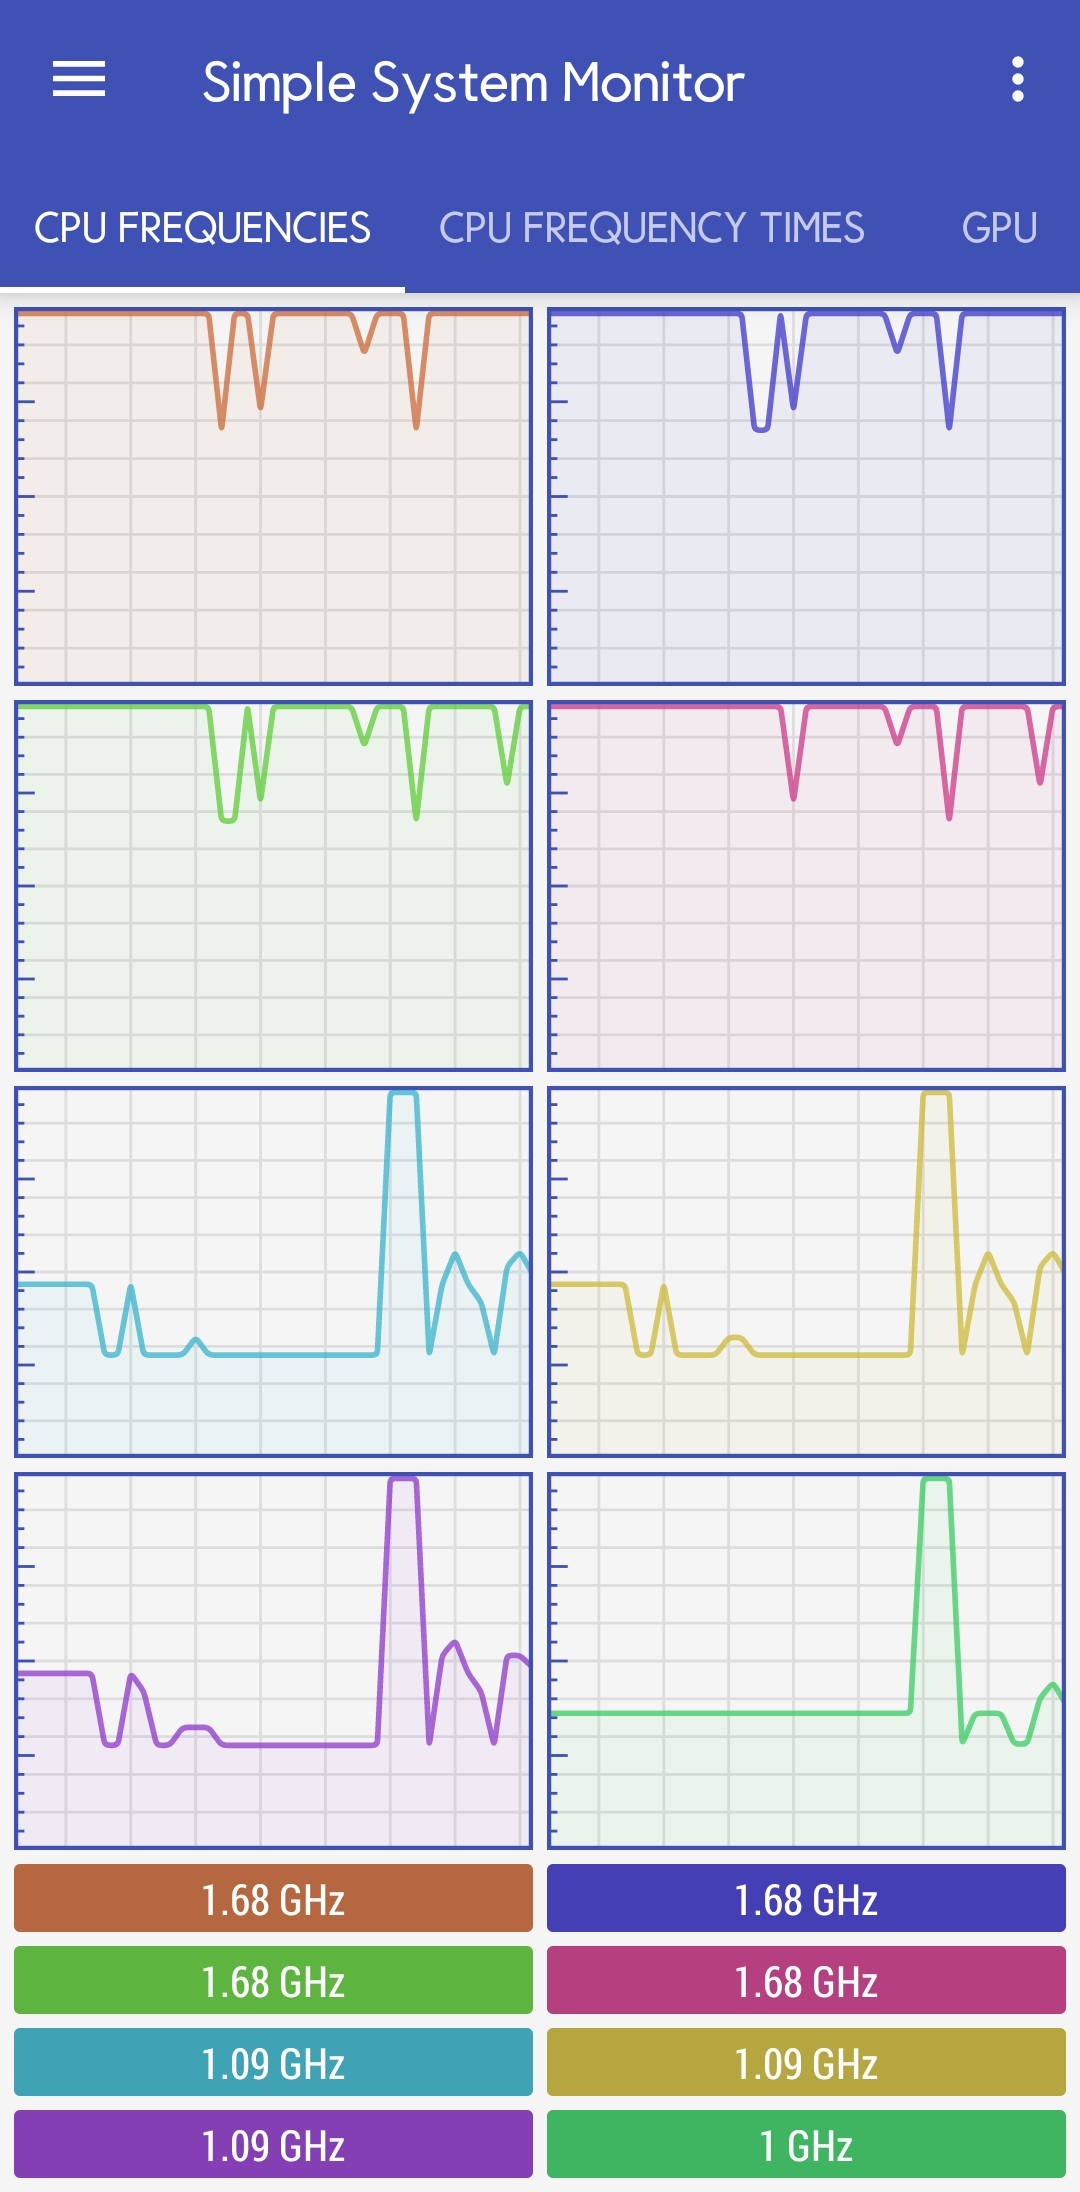 Simple System Monitor
CPU FREQUENCIES CPU FREQUENCY TIMES GPU
1.68 GHz 1.68 GHz
1.68 GHz 1.68 GHz
1.09 GHz 1.09 GHz
1.09 GHz 1 GHz